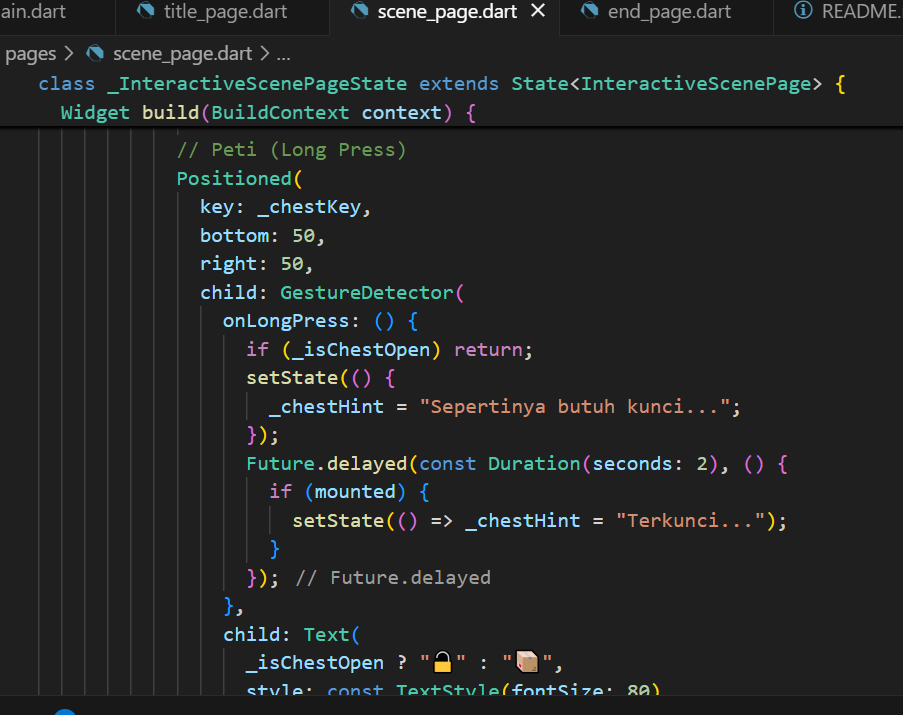 ain.dart title_page.dart scene_page.dart × end_page.dart README.
pages > scene_page.dart > ...
class _InteractiveScenePageState extends State<InteractiveScenePage> {
Widget build(BuildContext context) {
// Peti (Long Press)
Positioned(
key: _chestKey,
bottom: 50,
right: 50,
child: GestureDetector(
onLongPress: () {
if (_isChestOpen) return;
setState(() {
_chestHint = "Sepertinya butuh kunci...";
});
Future.delayed(const Duration(seconds: 2), () {
if (mounted) {
setState(() => _chestHint = "Terkunci...");
}
}); // Future.delayed
},
child: Text(
_isChestOpen ? "🔓" : "📦",
style: const TextStyle(fontSize: 80)